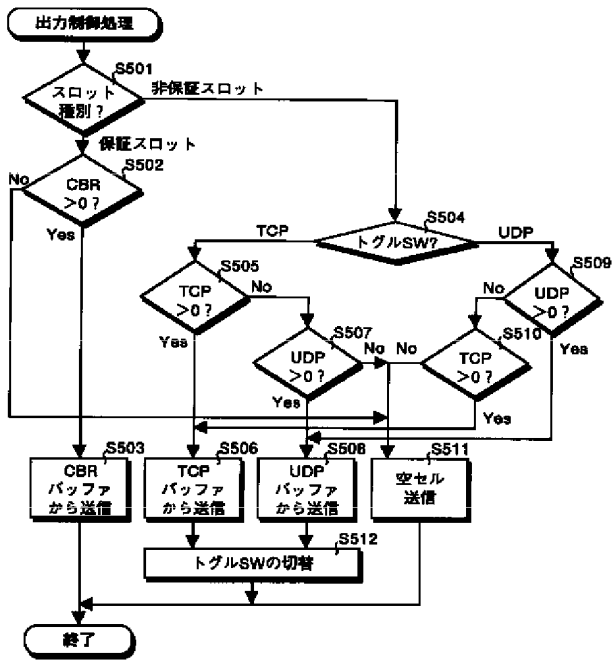 出力制御処理
S501
スロット
種別?
非保証スロット
保証スロット
S502
No
CBR
>0?
Yes
S504
TCP
トグルSW?
UDP
S505
TCP
>0?
No
Yes
S509
No
UDP
>0?
Yes
S507
UDP
>0?
No
Yes
S510
No
TCP
>0?
Yes
S503
CBR
バッファ
から送信
S506
TCP
バッファ
から送信
S508
UDP
バッファ
から送信
S511
空セル
送信
S512
トグルSWの切替
終了